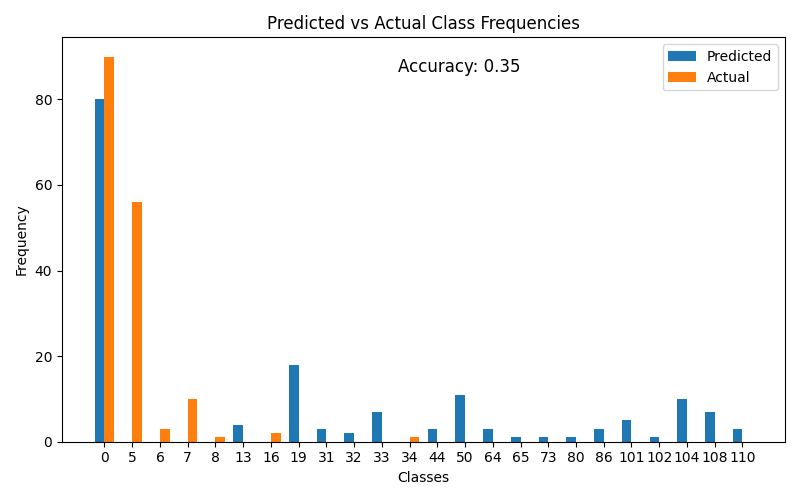 Predicted vs Actual Class Frequencies
Accuracy: 0.35
Predicted
Actual
Frequency
80
60
40
20
0
0 5 6 7 8 13 16 19 31 32 33 34 44 50 64 65 73 80 86 101 102 104 108 110
Classes